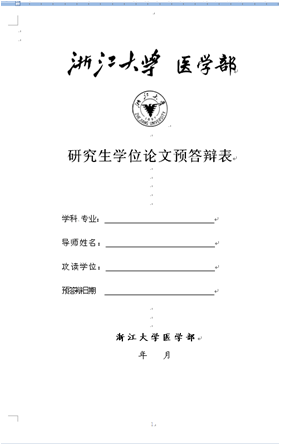 浙江大学 医学部
研究生学位论文预答辩表
学科 专业：
导师姓名：
攻读学位：
预答辩日期
浙江大学医学部
年 月